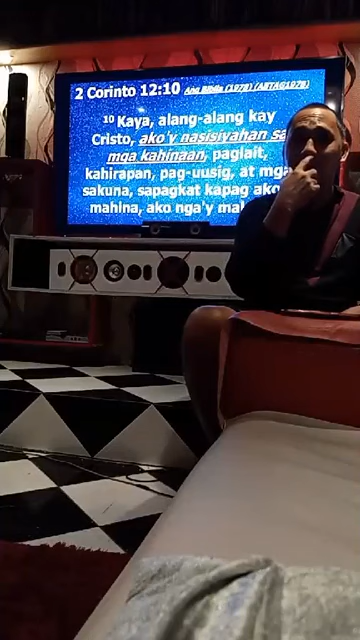 2 Corinto 12:10 Ang Biblia (1978) (ABTAG1978)
10 Kaya, alang-alang kay
Cristo, ako'y nasisiyahan sa
mga kahinaan, paglait,
kahirapan, pag-uusig, at mga
sakuna, sapagkat kapag ako
mahina, ako nga'y